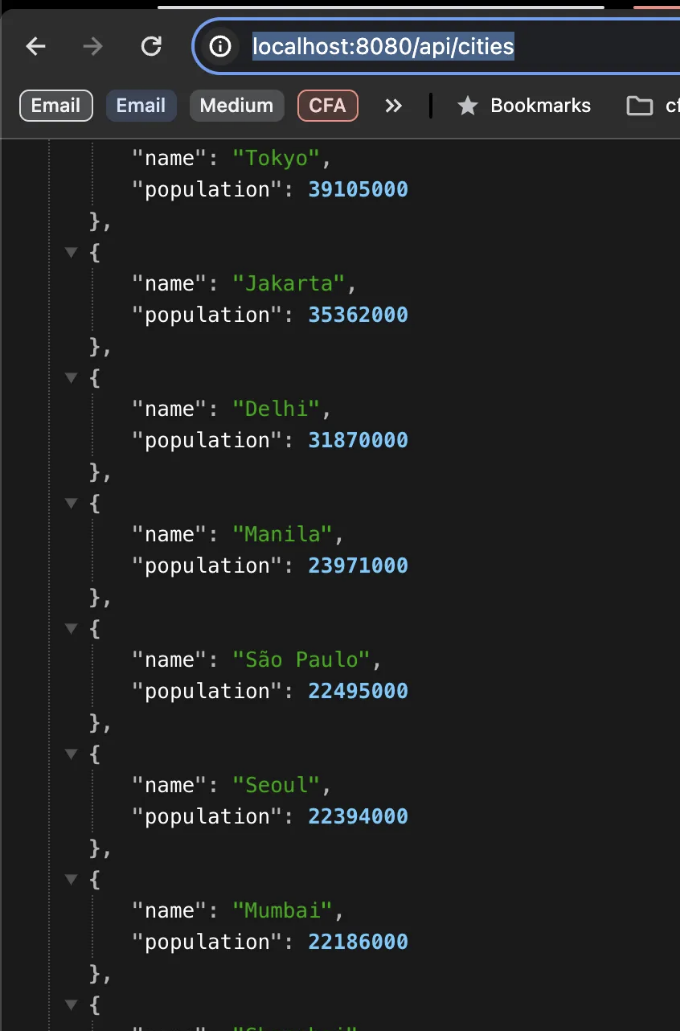 localhost:8080/api/cities
Email Email Medium CFA » Bookmarks
"name": "Tokyo",
"population": 39105000
},
{
"name": "Jakarta",
"population": 35362000
},
{
"name": "Delhi",
"population": 31870000
},
{
"name": "Manila",
"population": 23971000
},
{
"name": "São Paulo",
"population": 22495000
},
{
"name": "Seoul",
"population": 22394000
},
{
"name": "Mumbai",
"population": 22186000
},
{